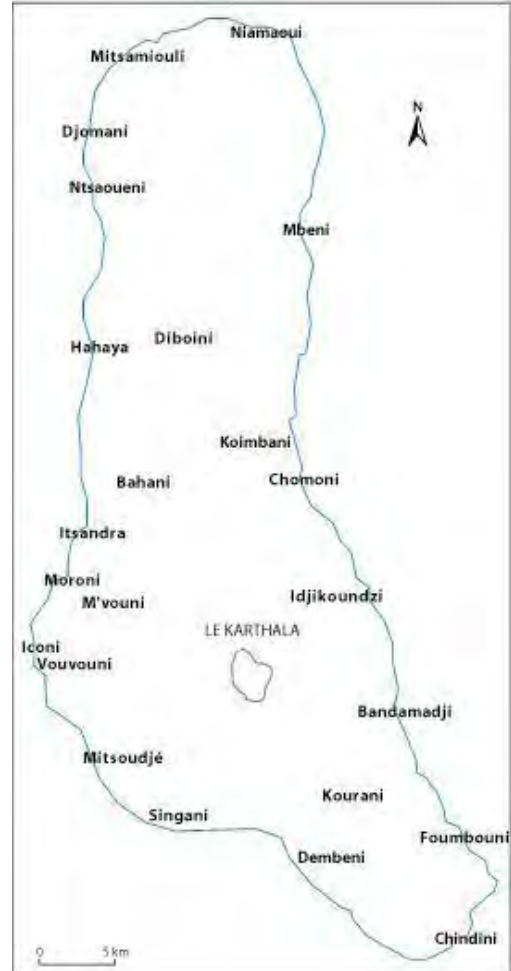 Niamaoui
Mitsamiouli
N
Djomani
Ntsaoueni
Mbeni
Diboini
Hahaya
Koimbani
Chomoni
Bahani
Itsandra
Moroni
Idjikoundzi
M'vouni
LE KARTHALA
Iconi
Vouvouni
Bandamadji
Mitsoudjé
Kourani
Singani
Foumbouni
Dembeni
Chindini
0 5 km